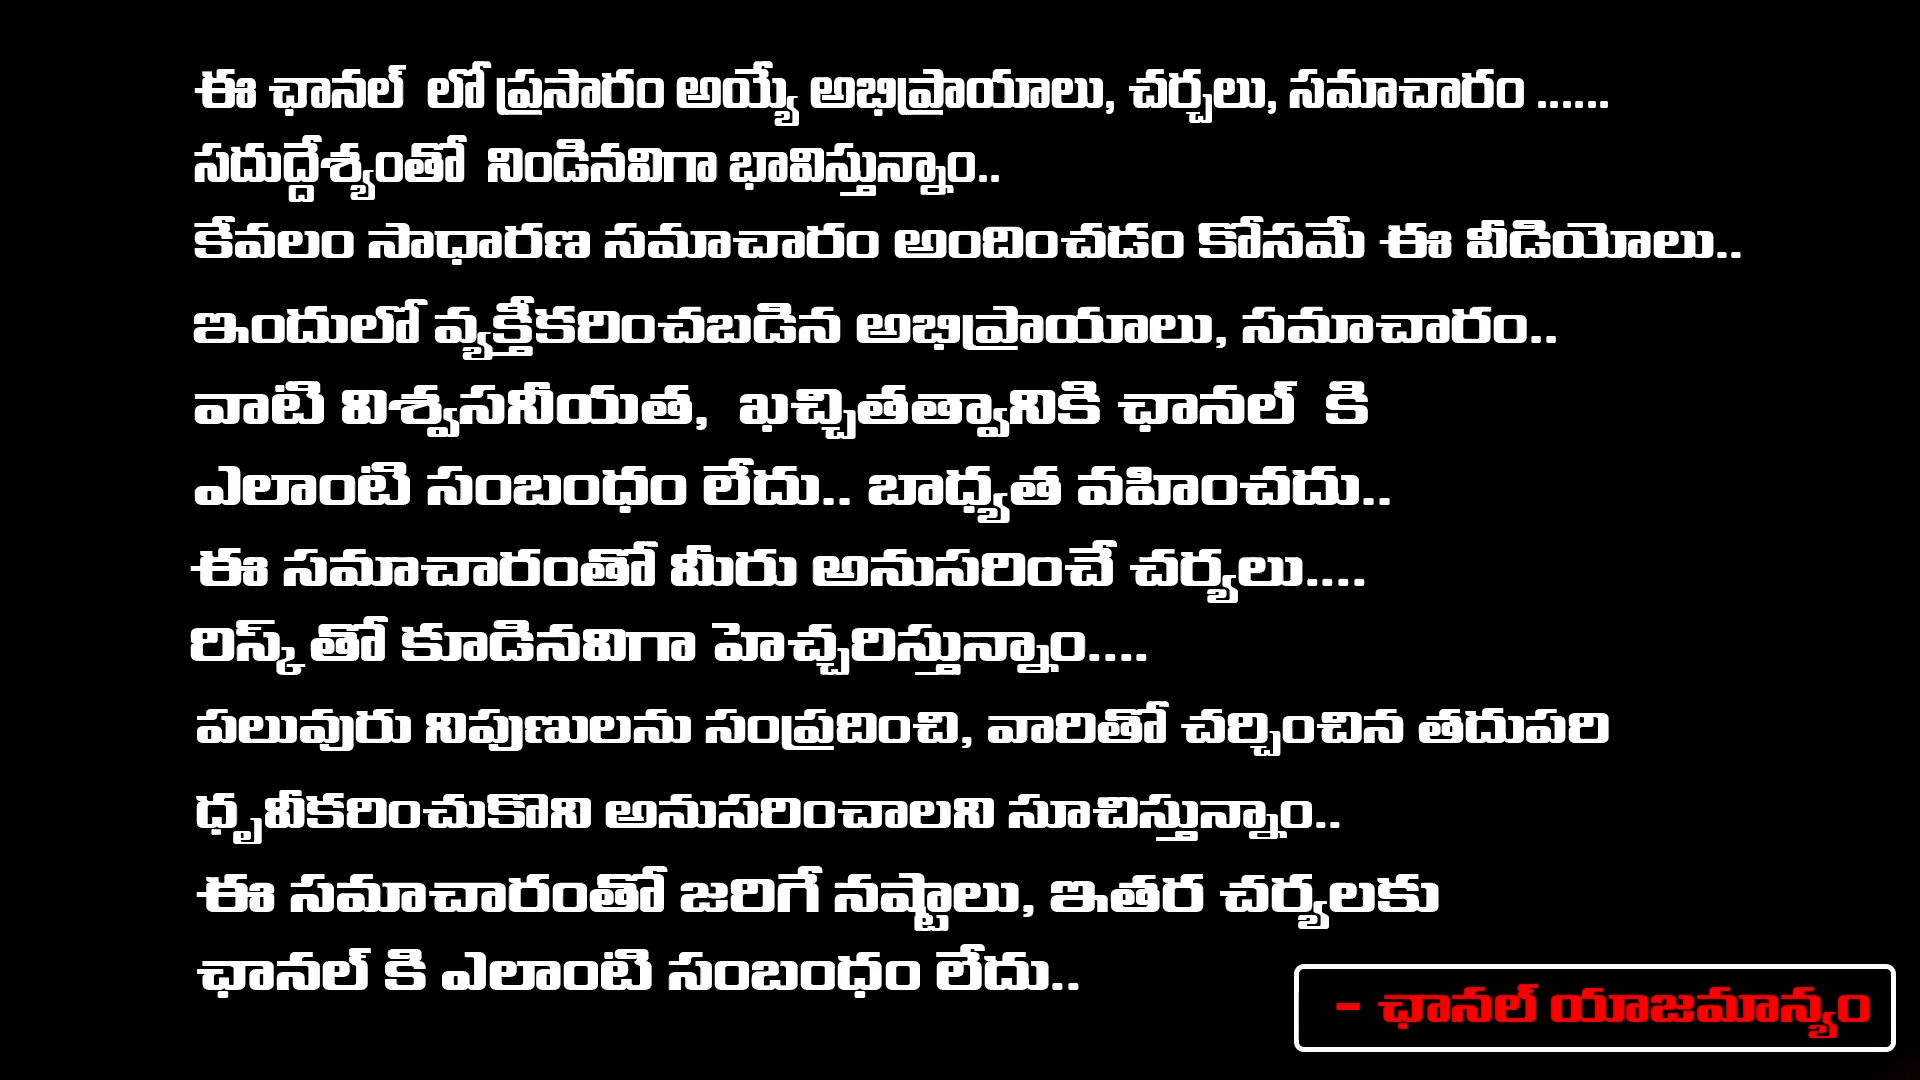 ఈ ఛానల్ లో ప్రసారం అయ్యే అభిప్రాయాలు, చర్చలు, సమాచారం ......
సదుద్దేశ్యంతో నిండినవిగా భావిస్తున్నాం..
కేవలం సాధారణ సమాచారం అందించడం కోసమే ఈ వీడియోలు..
ఇందులో వ్యక్తీకరించబడిన అభిప్రాయాలు, సమాచారం..
వాటి విశ్వసనీయత, ఖచ్చితత్వానికి ఛానల్ కి
ఎలాంటి సంబంధం లేదు.. బాధ్యత వహించదు..
ఈ సమాచారంతో మీరు అనుసరించే చర్యలు....
రిస్క్ తో కూడినవిగా హెచ్చరిస్తున్నాం....
పలువురు నిపుణులను సంప్రదించి, వారితో చర్చించిన తదుపరి
ధృవీకరించుకొని అనుసరించాలని సూచిస్తున్నాం..
ఈ సమాచారంతో జరిగే నష్టాలు, ఇతర చర్యలకు
ఛానల్ కి ఎలాంటి సంబంధం లేదు..
- ఛానల్ యాజమాన్యం